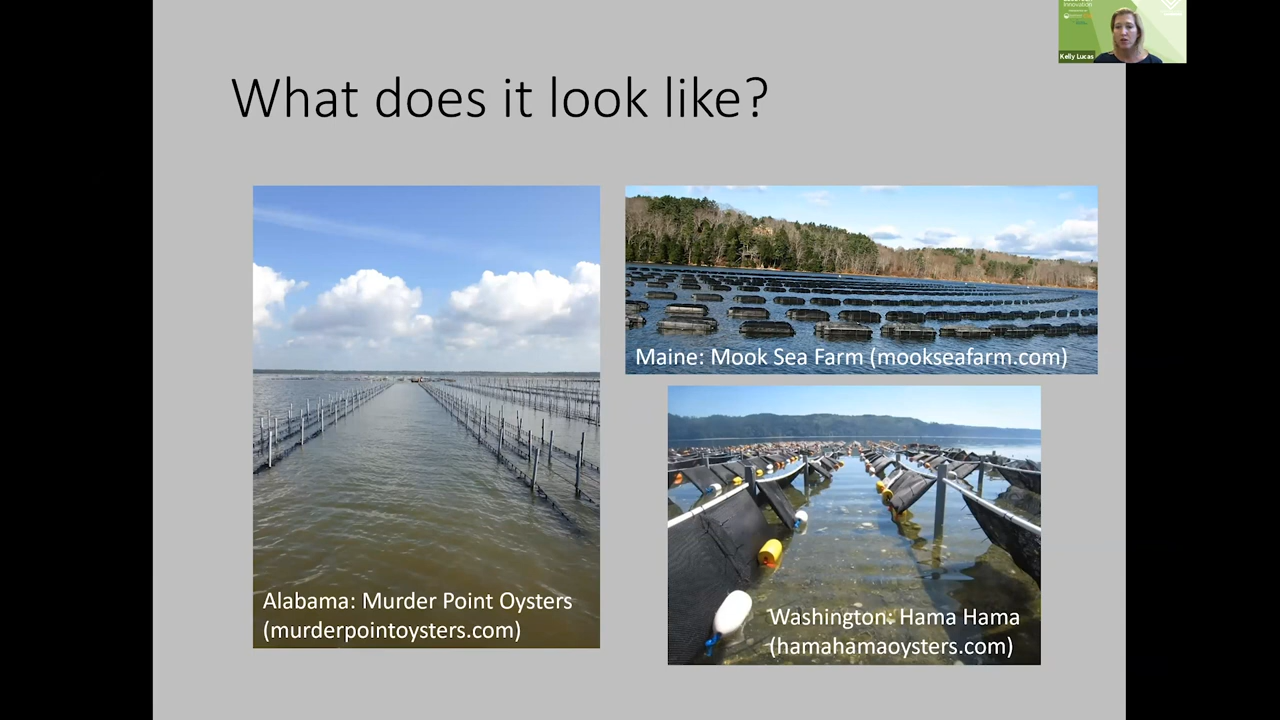 Kelly Lucas
What does it look like?
Maine: Mook Sea Farm (mookseafarm.com)
Alabama: Murder Point Oysters
(murderpointoysters.com)
Washington: Hama Hama
(hamahamaoysters.com)